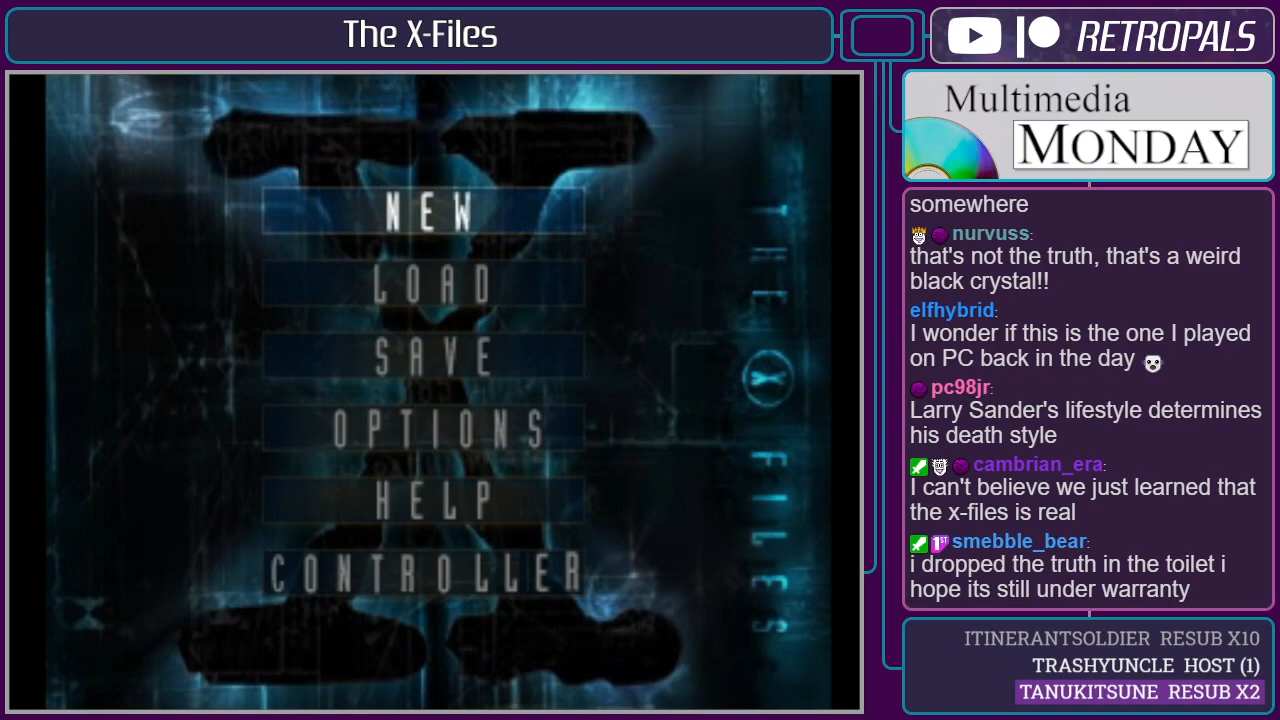 The X-Files
RETROPALS
Multimedia
MONDAY
NEW
LOAD
SAVE
OPTIONS
HELP
CONTROLLER
THE X FILES
somewhere
nurvuss:
that's not the truth, that's a weird
black crystal!!
elfhybrid:
I wonder if this is the one I played
on PC back in the day
pc98jr:
Larry Sander's lifestyle determines
his death style
cambrian_era:
I can't believe we just learned that
the x-files is real
1ST smebble_bear:
i dropped the truth in the toilet i
hope its still under warranty
ITINERANTSOLDIER RESUB X10
TRASHYUNCLE HOST (1)
TANUKITSUNE RESUB X2